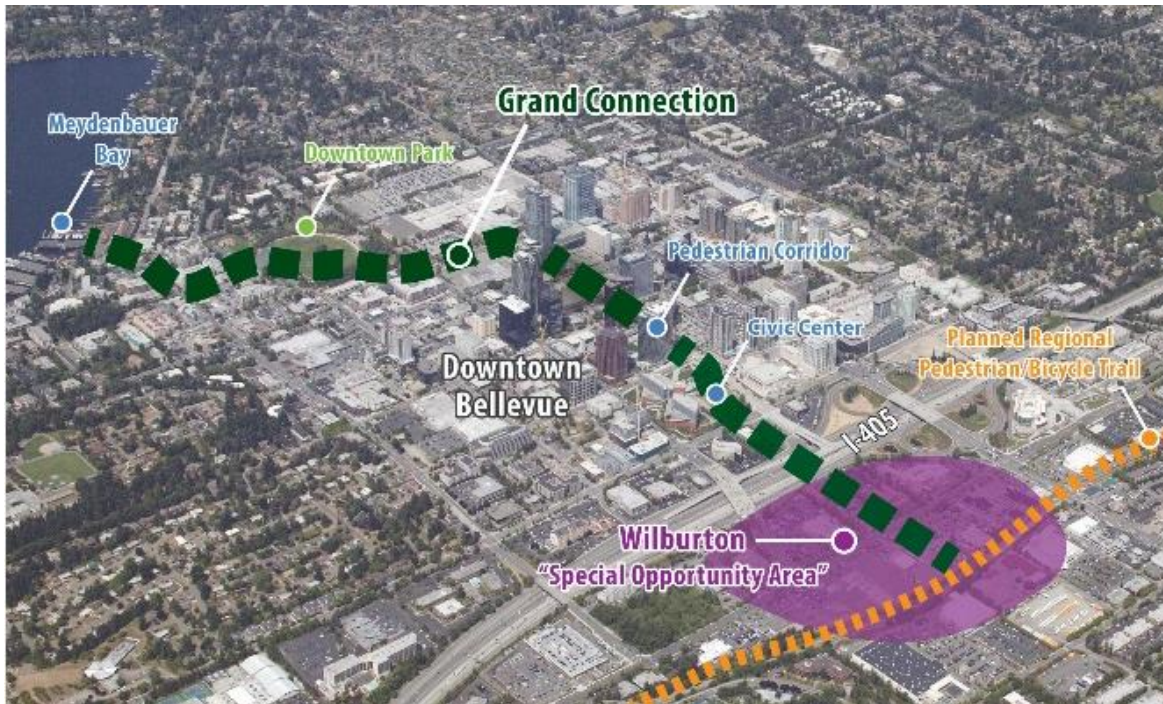 Grand Connection
Meydenbauer
Bay
Downtown Park
Pedestrian Corridor
Civic Center
Planned Regional
Pedestrian/Bicycle Trail
Downtown
Bellevue
I-405
Wilburton
“Special Opportunity Area”